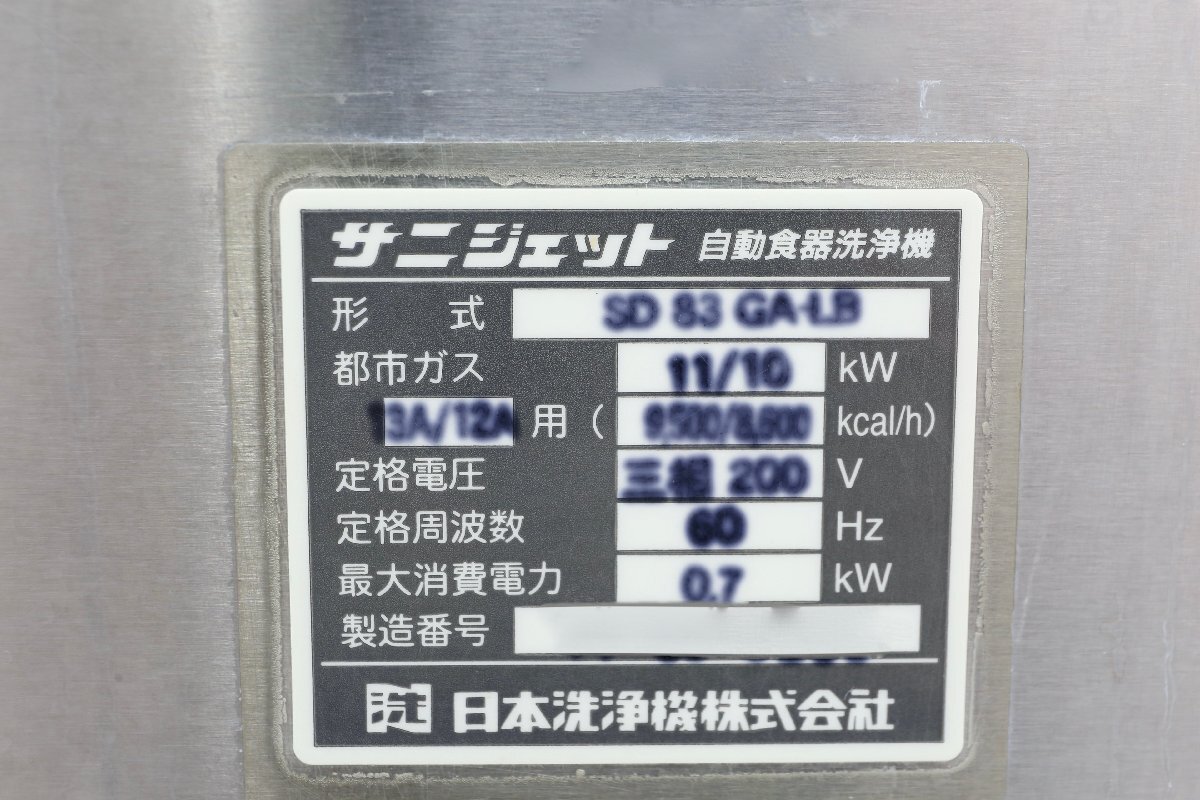 サニジェット 自動食器洗浄機
形 式 SD 83 GA-LB
都市ガス 11/10 kW
13A/12A 用 ( 9,500/8,600 kcal/h)
定格電圧 三相 200 V
定格周波数 60 Hz
最大消費電力 0.7 kW
製造番号
日本洗浄機株式会社